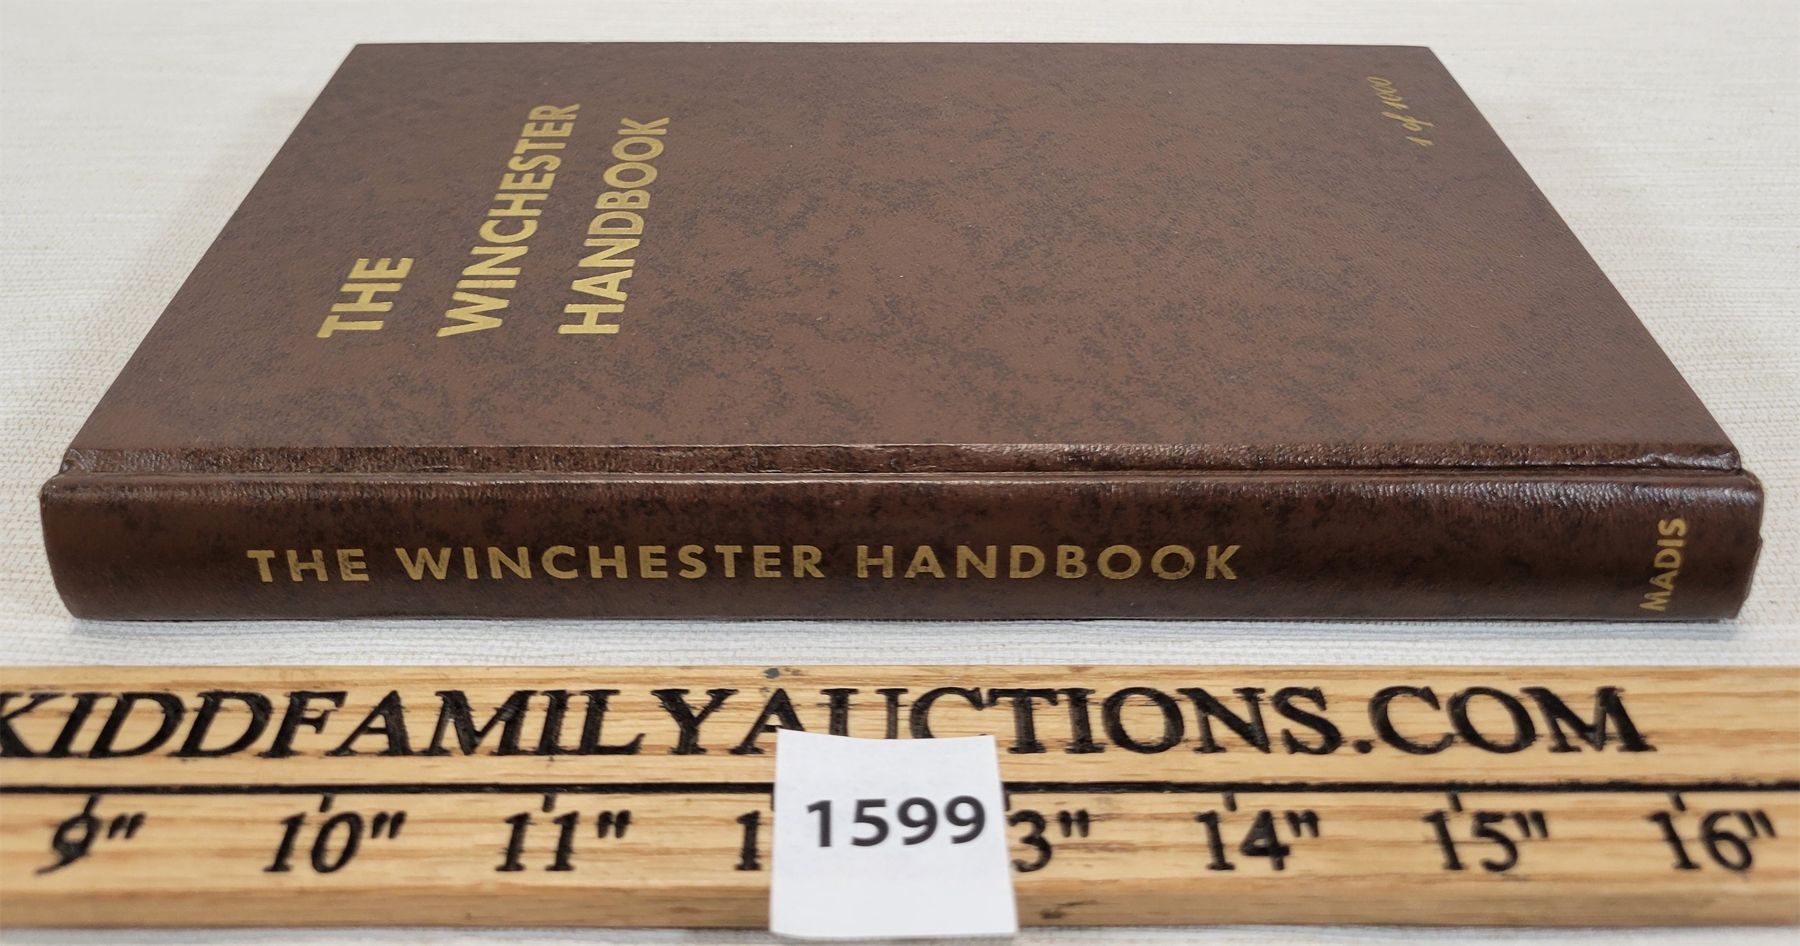 THE
WINCHESTER
HANDBOOK
1 of 1000
THE WINCHESTER HANDBOOK
MADIS
KIDDFAMILYAUCTIONS.COM
9" 10" 11" 1 3" 14" 15" 16"
1599